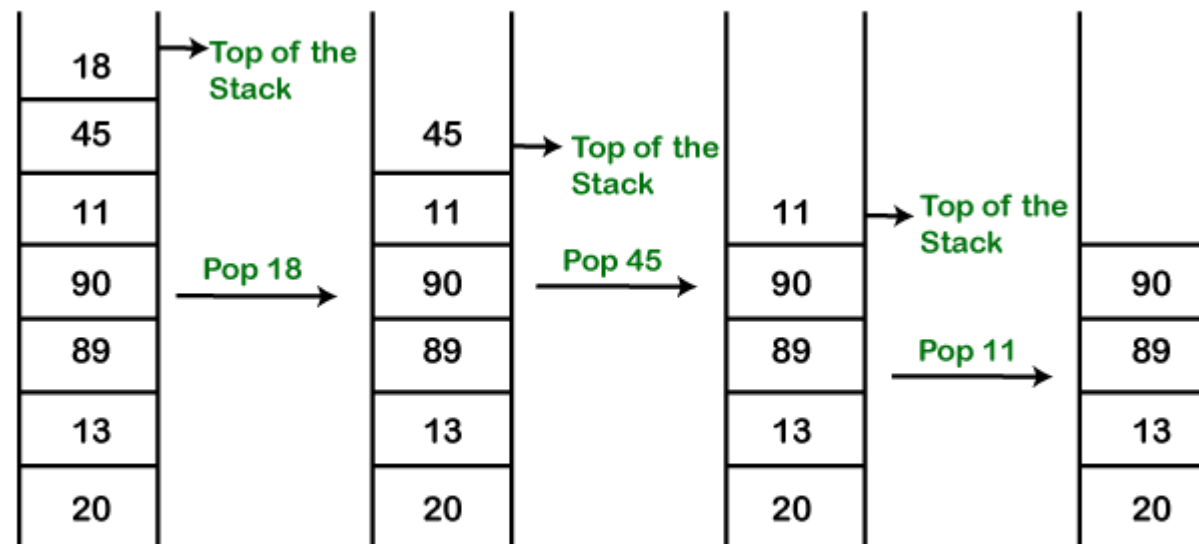 18
Top of the
Stack
45
11
90
89
13
20
Pop 18
45
Top of the
Stack
11
90
89
13
20
Pop 45
11
Top of the
Stack
90
89
13
20
Pop 11
90
89
13
20